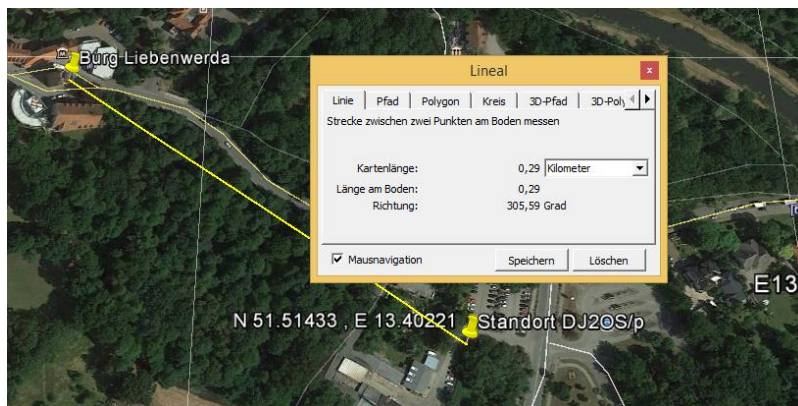 Burg Liebenwerda
Lineal
x
Linie Pfad Polygon Kreis 3D-Pfad 3D-Poly
Strecke zwischen zwei Punkten am Boden messen
Kartenlänge: 0,29 Kilometer
Länge am Boden: 0,29
Richtung: 305,59 Grad
Mausnavigation Speichern Löschen
E13
N 51.51433 , E 13.40221 Standort DJ2OS/p